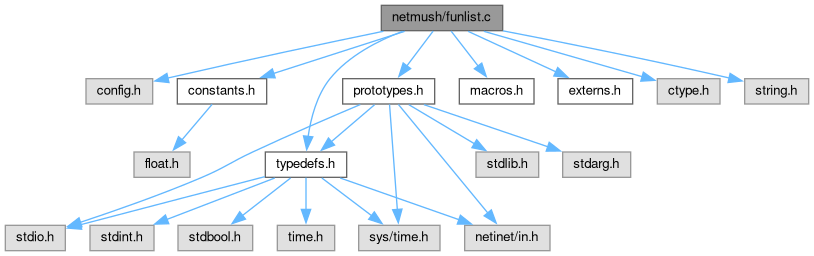 netmush/funlist.c
config.h
constants.h
prototypes.h
macros.h
externs.h
ctype.h
string.h
float.h
typedefs.h
stdlib.h
stdarg.h
stdio.h
stdint.h
stdbool.h
time.h
sys/time.h
netinet/in.h